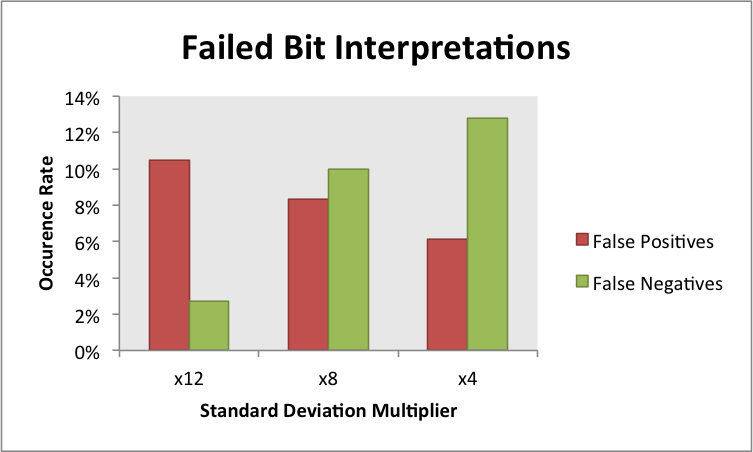 Failed Bit Interpretations
14%
12%
10%
8%
6%
4%
2%
0%
Occurence Rate
x12
x8
x4
Standard Deviation Multiplier
False Positives
False Negatives